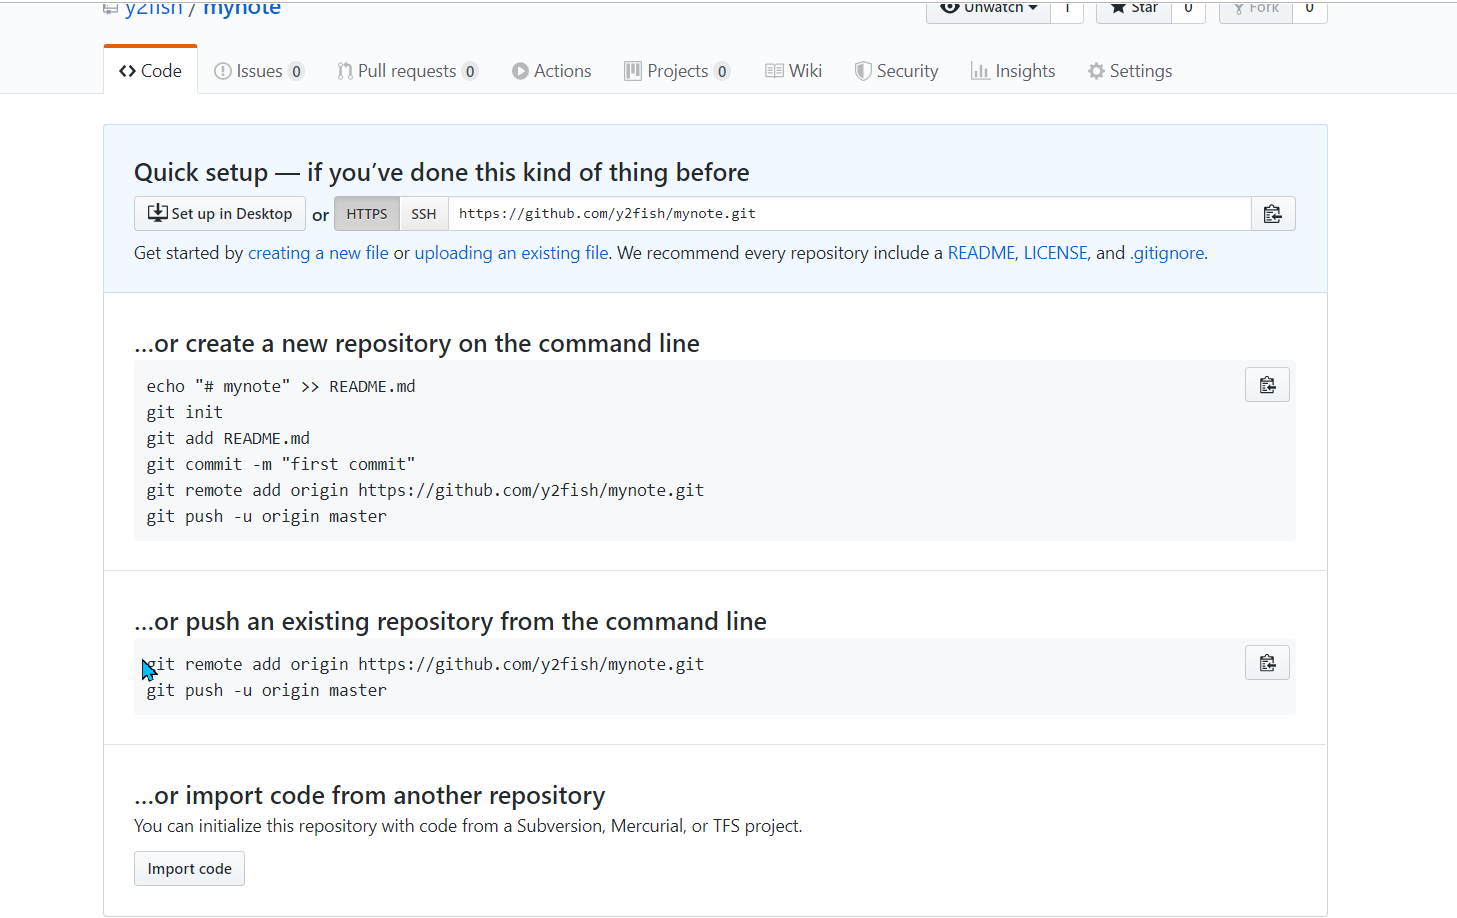 y2fish / mynote
Unwatch 1 Star 0 Fork 0
Code Issues 0 Pull requests 0 Actions Projects 0 Wiki Security Insights Settings
Quick setup — if you’ve done this kind of thing before
Set up in Desktop or HTTPS SSH https://github.com/y2fish/mynote.git
Get started by creating a new file or uploading an existing file. We recommend every repository include a README, LICENSE, and .gitignore.
…or create a new repository on the command line
echo "# mynote" >> README.md
git init
git add README.md
git commit -m "first commit"
git remote add origin https://github.com/y2fish/mynote.git
git push -u origin master
…or push an existing repository from the command line
git remote add origin https://github.com/y2fish/mynote.git
git push -u origin master
…or import code from another repository
You can initialize this repository with code from a Subversion, Mercurial, or TFS project.
Import code